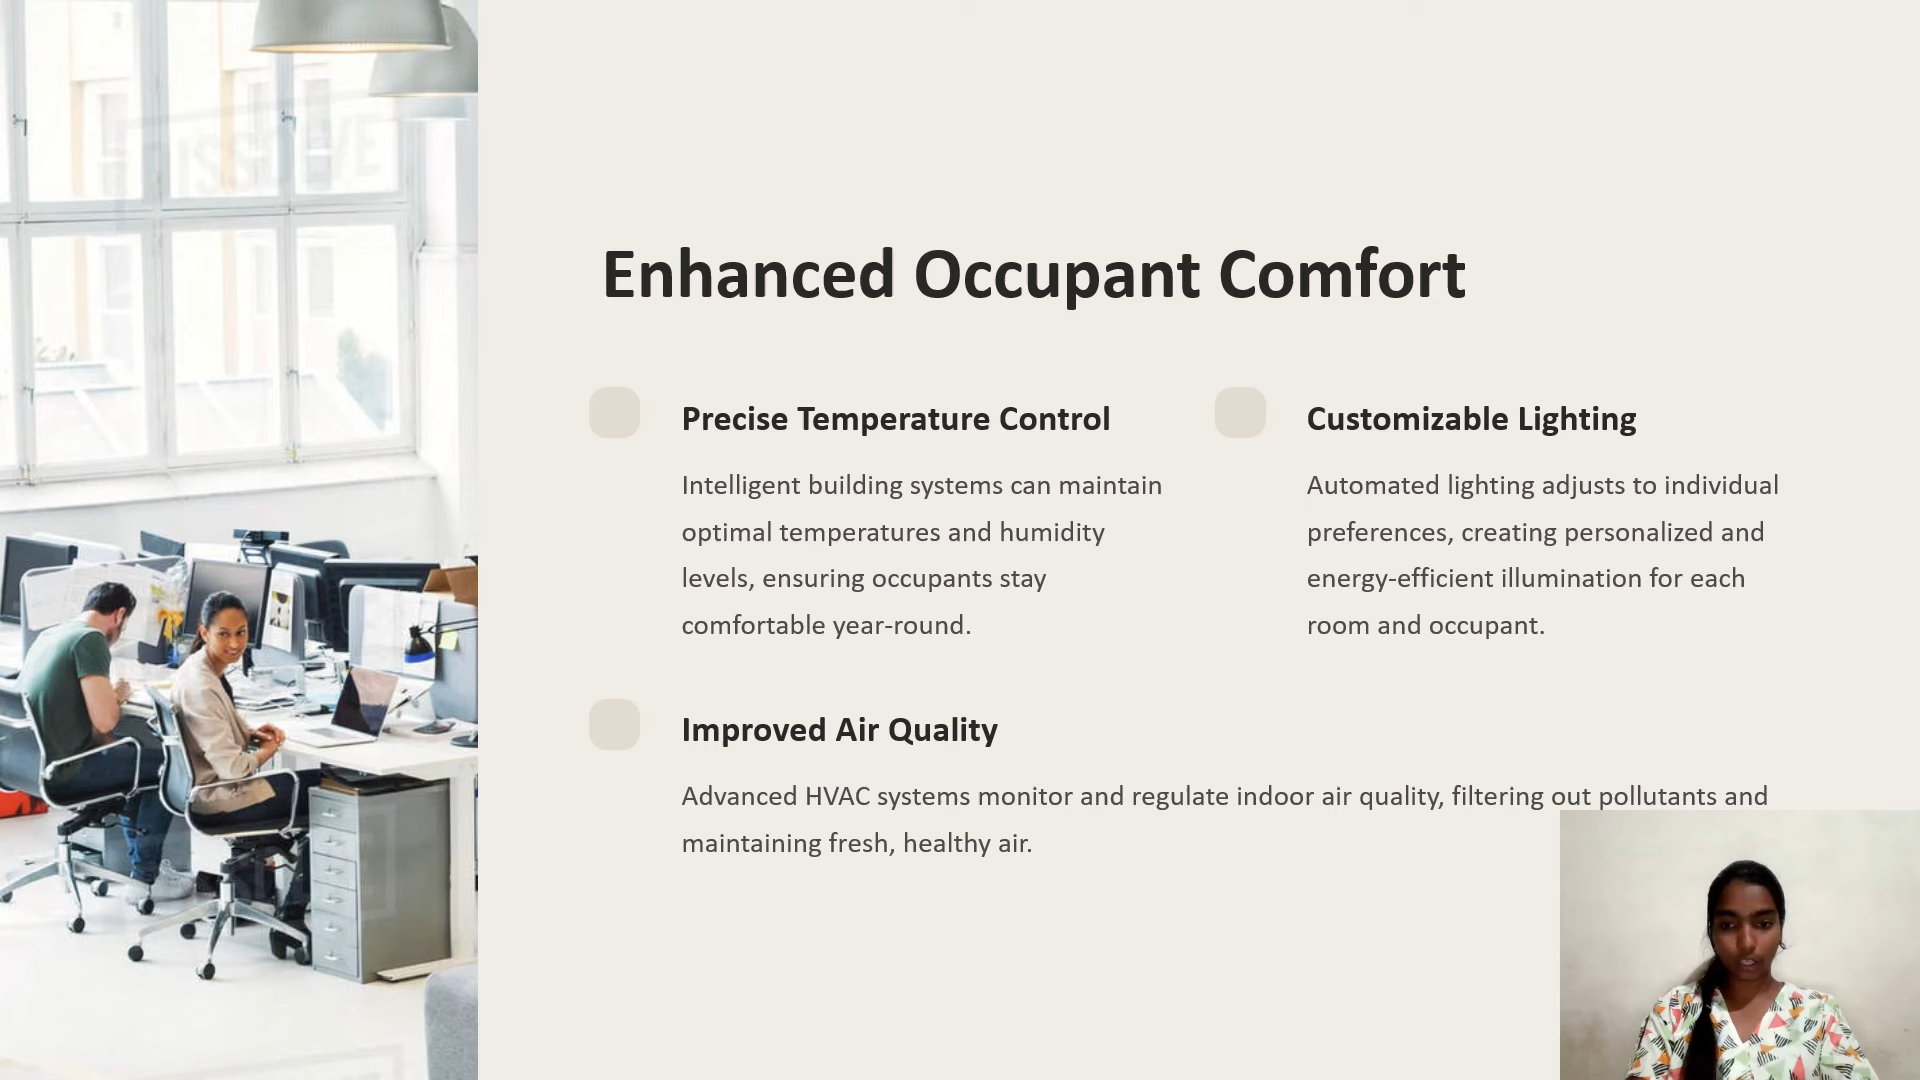 Enhanced Occupant Comfort
Precise Temperature Control
Intelligent building systems can maintain
optimal temperatures and humidity
levels, ensuring occupants stay
comfortable year-round.
Customizable Lighting
Automated lighting adjusts to individual
preferences, creating personalized and
energy-efficient illumination for each
room and occupant.
Improved Air Quality
Advanced HVAC systems monitor and regulate indoor air quality, filtering out pollutants and
maintaining fresh, healthy air.